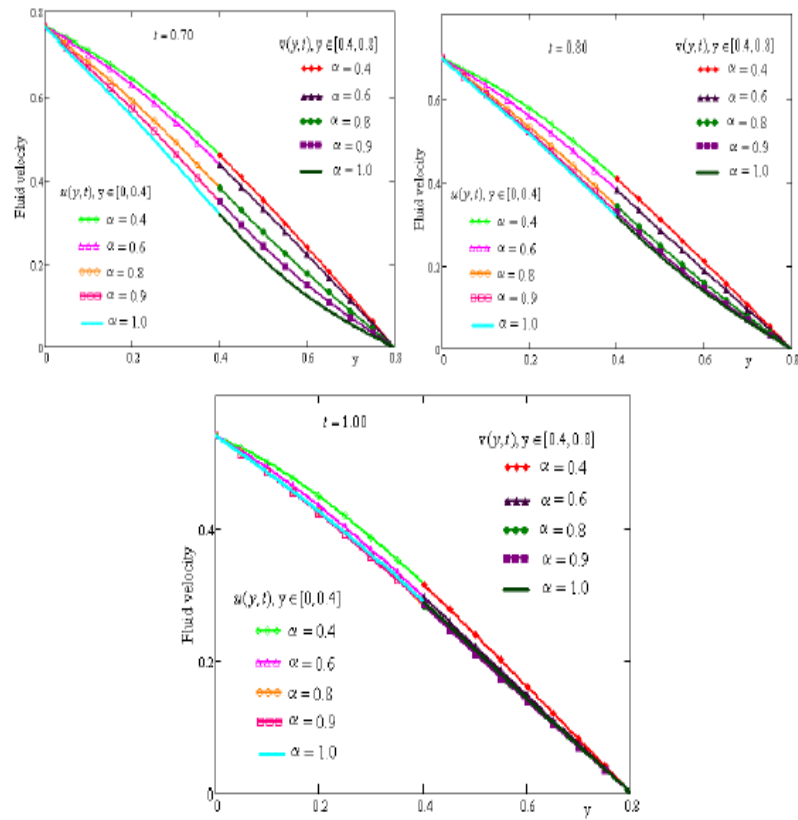 0.8
t = 0.70
v(y,t), y∈[0.4,0.8]
α = 0.4
α = 0.6
α = 0.8
α = 0.9
α = 1.0
0.6
Fluid velocity
0.4
u(y,t), y∈[0,0.4]
α = 0.4
α = 0.6
α = 0.8
α = 0.9
α = 1.0
0.2
0
0 0.2 0.4 0.6 y 0.8
t = 0.80
v(y,t), y∈[0.4,0.8]
α = 0.4
α = 0.6
α = 0.8
α = 0.9
α = 1.0
0.6
Fluid velocity
0.4
u(y,t), y∈[0,0.4]
α = 0.4
α = 0.6
α = 0.8
α = 0.9
α = 1.0
0.2
0
0 0.2 0.4 0.6 y 0.8
t = 1.00
v(y,t), y∈[0.4,0.8]
α = 0.4
α = 0.6
α = 0.8
α = 0.9
α = 1.0
0.4
Fluid velocity
u(y,t), y∈[0,0.4]
α = 0.4
α = 0.6
α = 0.8
α = 0.9
α = 1.0
0.2
0
0 0.2 0.4 0.6 y 0.8